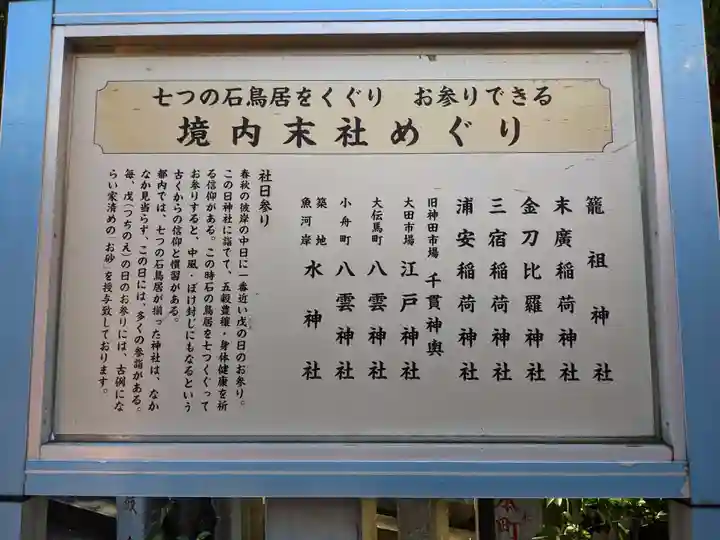 七つの石鳥居をくぐり　お参りできる
境内末社めぐり
籠祖神社
末廣稲荷神社
金刀比羅神社
三宿稲荷神社
浦安稲荷神社
旧神田市場　千貫神輿
大田市場　江戸神社
大伝馬町　八雲神社
小舟町　八雲神社
築地魚河岸　水神社
社日参り
春秋の彼岸の中日に一番近い戊の日のお参り。
この日神社に詣でて、五穀豊穣・身体健康を祈
る信仰がある。この時石の鳥居を七つくぐって
お参りすると、中風・ぼけ封じにもなるという
古くからの信仰と慣習がある。
都内では、七つの石鳥居が揃った神社は、なか
なか見当らず、この日には、多くの参詣がある。
毎、戊（つちのえ）の日のお参りには、古例にな
らい家清めの「お砂」を授与致しております。